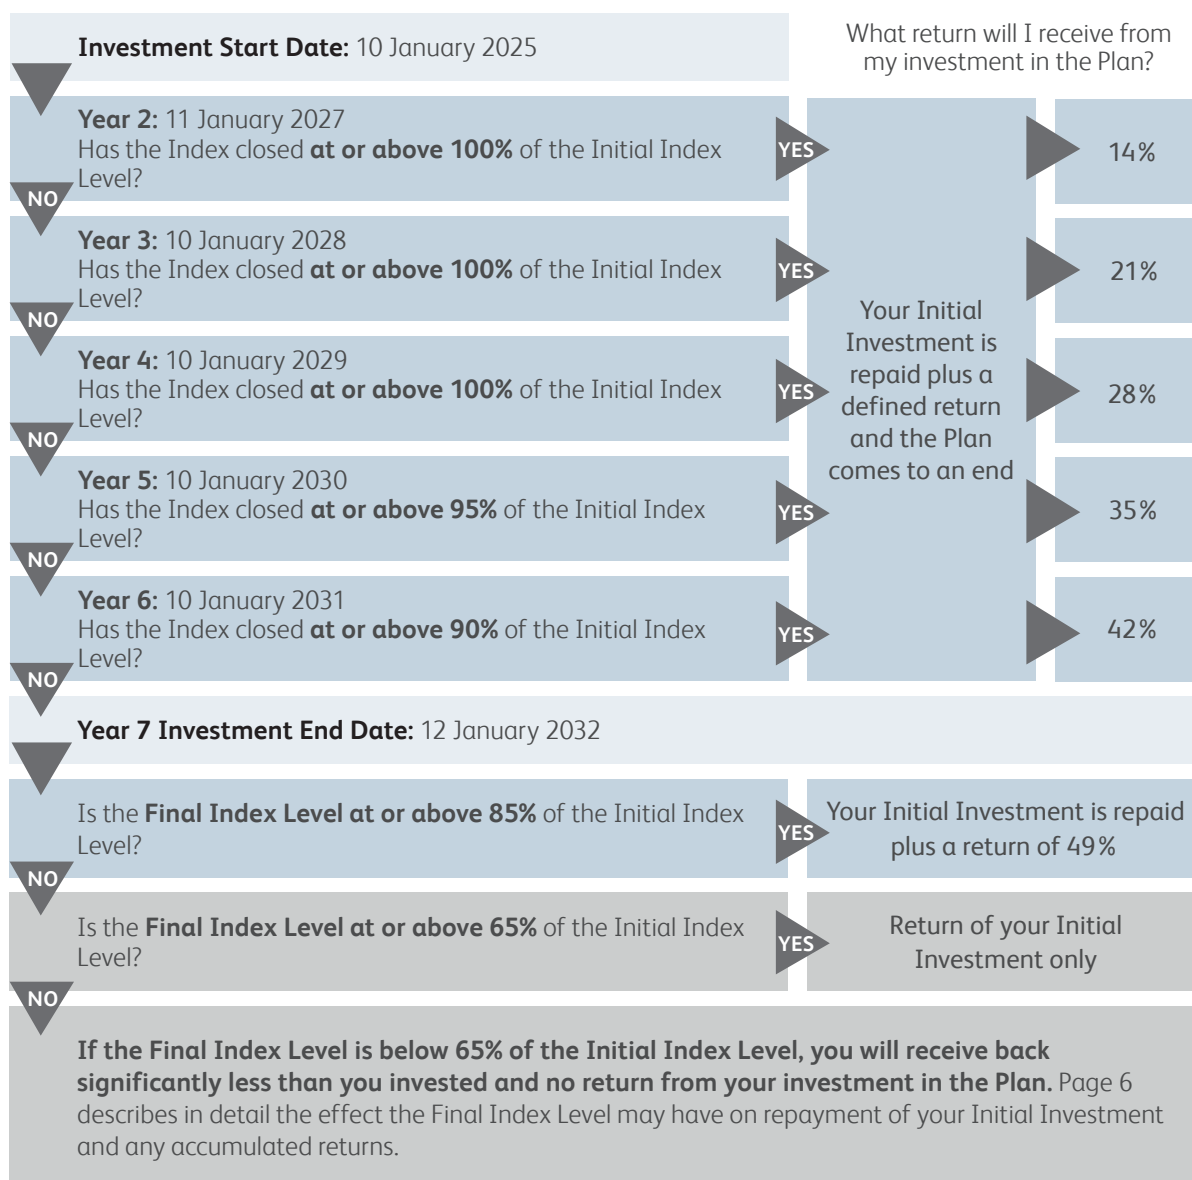 Investment Start Date: 10 January 2025
What return will I receive from
my investment in the Plan?
Year 2: 11 January 2027
Has the Index closed at or above 100% of the Initial Index
Level?
YES
14%
NO
Year 3: 10 January 2028
Has the Index closed at or above 100% of the Initial Index
Level?
YES
21%
NO
Year 4: 10 January 2029
Has the Index closed at or above 100% of the Initial Index
Level?
YES
28%
NO
Year 5: 10 January 2030
Has the Index closed at or above 95% of the Initial Index
Level?
YES
35%
NO
Year 6: 10 January 2031
Has the Index closed at or above 90% of the Initial Index
Level?
YES
42%
NO
Your Initial
Investment is
repaid plus a
defined return
and the Plan
comes to an end
Year 7 Investment End Date: 12 January 2032
Is the Final Index Level at or above 85% of the Initial Index
Level?
YES
Your Initial Investment is repaid
plus a return of 49%
NO
Is the Final Index Level at or above 65% of the Initial Index
Level?
YES
Return of your Initial
Investment only
NO
If the Final Index Level is below 65% of the Initial Index Level, you will receive back
significantly less than you invested and no return from your investment in the Plan. Page 6
describes in detail the effect the Final Index Level may have on repayment of your Initial Investment
and any accumulated returns.